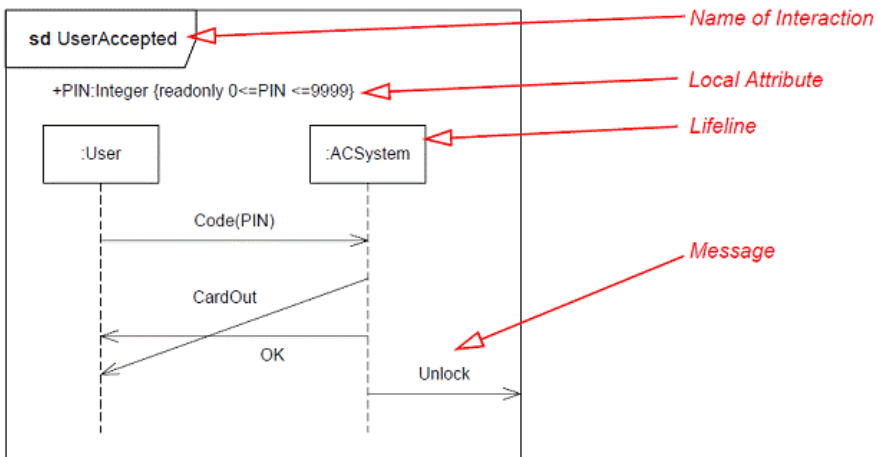 Name of Interaction
sd UserAccepted
+PIN:Integer {readonly 0<=PIN <=9999}
Local Attribute
Lifeline
:User
:ACSystem
Code(PIN)
Message
CardOut
OK
Unlock